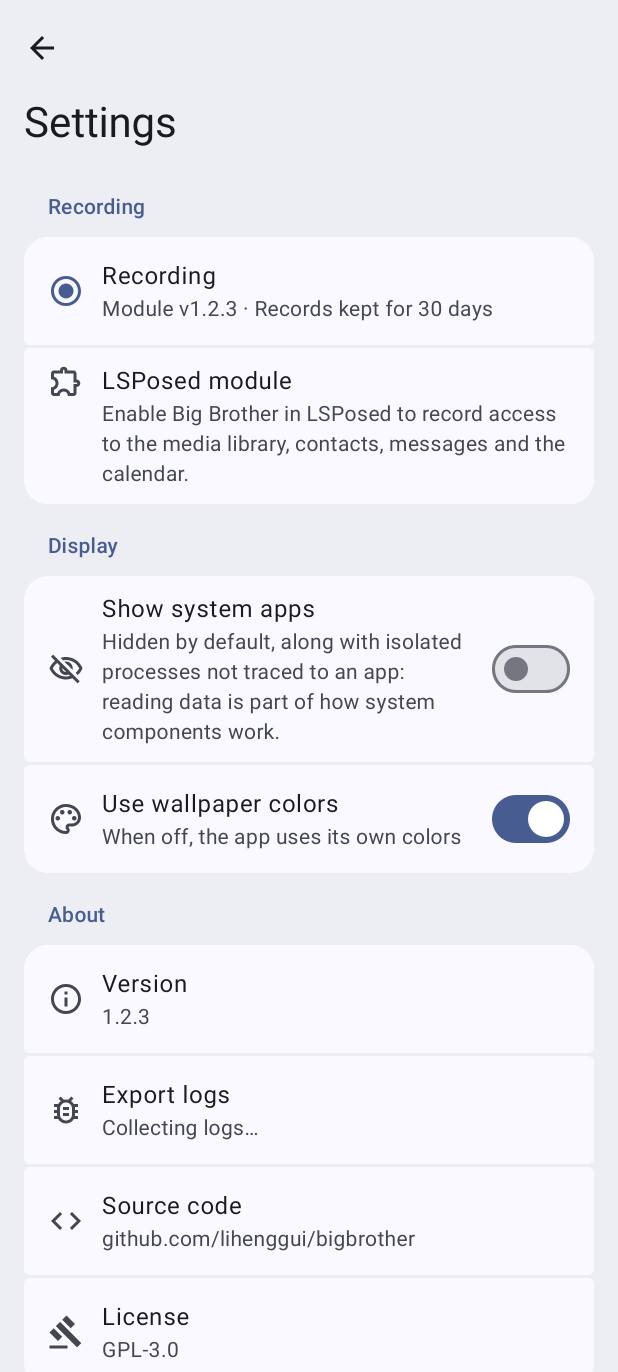 Settings
Recording
Recording
Module v1.2.3 · Records kept for 30 days
LSPosed module
Enable Big Brother in LSPosed to record access
to the media library, contacts, messages and the
calendar.
Display
Show system apps
Hidden by default, along with isolated
processes not traced to an app:
reading data is part of how system
components work.
Use wallpaper colors
When off, the app uses its own colors
About
Version
1.2.3
Export logs
Collecting logs…
Source code
github.com/lihenggui/bigbrother
License
GPL-3.0